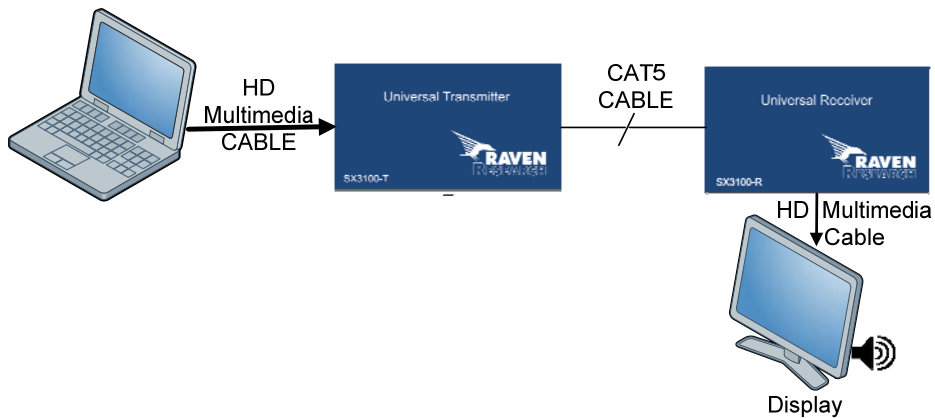 HD
Multimedia
CABLE
Universal Transmitter
RAVEN
RESEARCH
SX3100-T
CAT5
CABLE
Universal Receiver
RAVEN
RESEARCH
SX3100-R
HD Multimedia
Cable
Display